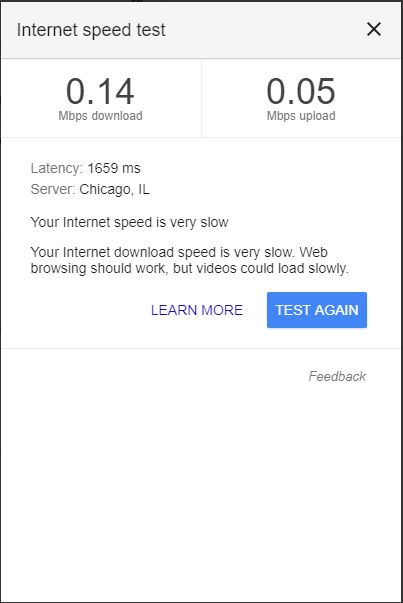 Internet speed test
0.14
Mbps download
0.05
Mbps upload
Latency: 1659 ms
Server: Chicago, IL
Your Internet speed is very slow
Your Internet download speed is very slow. Web
browsing should work, but videos could load slowly.
LEARN MORE
TEST AGAIN
Feedback